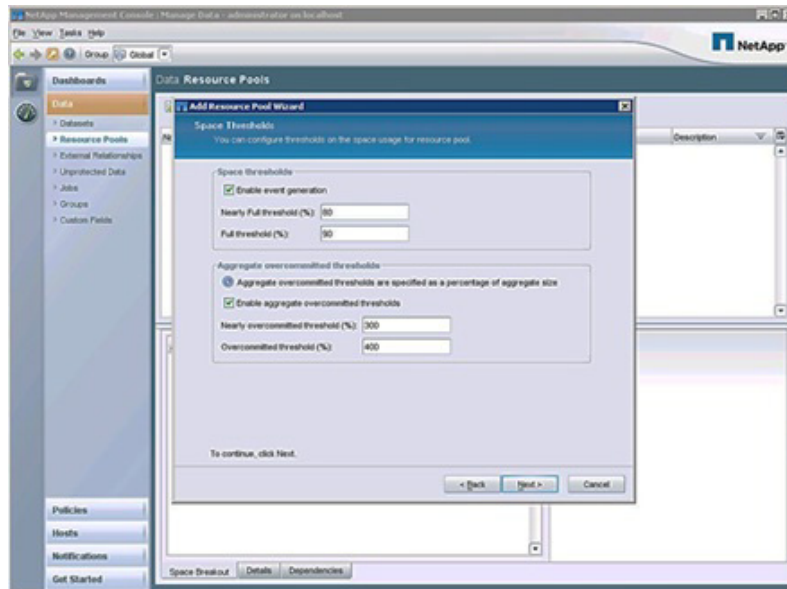 NetApp Management Console : Manage Data - administrator on localhost
File View Tasks Help
Group Global
NetApp
Dashboards
Data
Datasets
Resource Pools
External Relationships
Unprotected Data
Jobs
Groups
Custom Fields
Policies
Hosts
Notifications
Get Started
Data Resource Pools
Description
Add Resource Pool Wizard
Space Thresholds
You can configure thresholds on the space usage for resource pool.
Space thresholds
Enable event generation
Nearly Full threshold (%): 80
Full threshold (%): 90
Aggregate overcommitted thresholds
Aggregate overcommitted thresholds are specified as a percentage of aggregate size
Enable aggregate overcommitted thresholds
Nearly overcommitted threshold (%): 300
Overcommitted threshold (%): 400
To continue, click Next.
< Back Next > Cancel
Space Breakout Details Dependencies